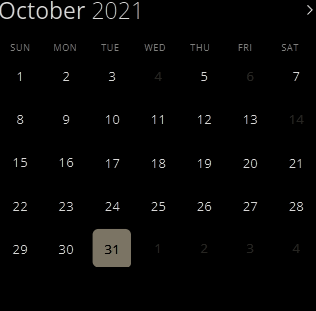 October 2021 >
SUN MON TUE WED THU FRI SAT
1 2 3 4 5 6 7
8 9 10 11 12 13 14
15 16 17 18 19 20 21
22 23 24 25 26 27 28
29 30 31 1 2 3 4